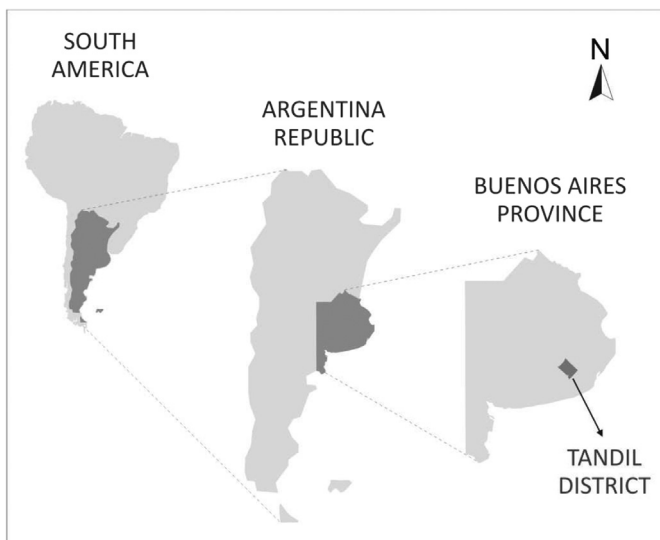 SOUTH
AMERICA
N
ARGENTINA
REPUBLIC
BUENOS AIRES
PROVINCE
TANDIL
DISTRICT